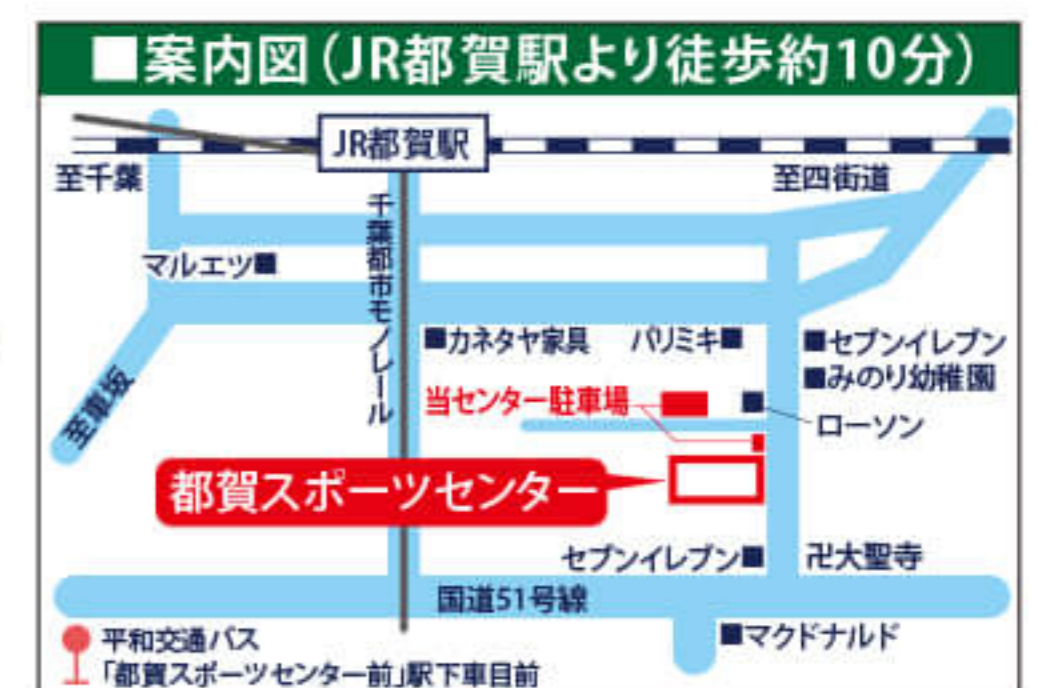 ■案内図(JR都賀駅より徒歩約10分)
JR都賀駅
至千葉
至四街道
千葉都市モノレール
マルエツ■
■カネタヤ家具
パリミキ■
■セブンイレブン
■みのり幼稚園
至車坂
当センター駐車場
ローソン
都賀スポーツセンター
セブンイレブン■
卍大聖寺
国道51号線
■マクドナルド
平和交通バス
「都賀スポーツセンター前」駅下車目前